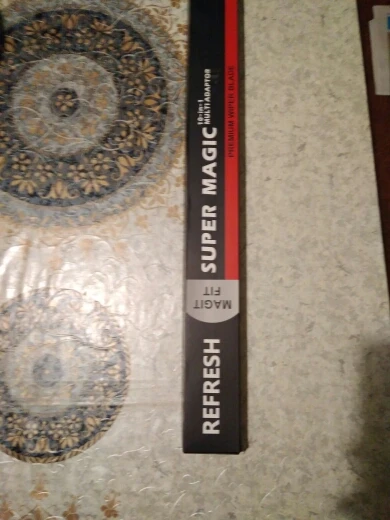 REFRESH SUPER MAGIC
10-in-1
MULTIADAPTOR
PREMIUM WIPER BLADE
MAGIT
FIT